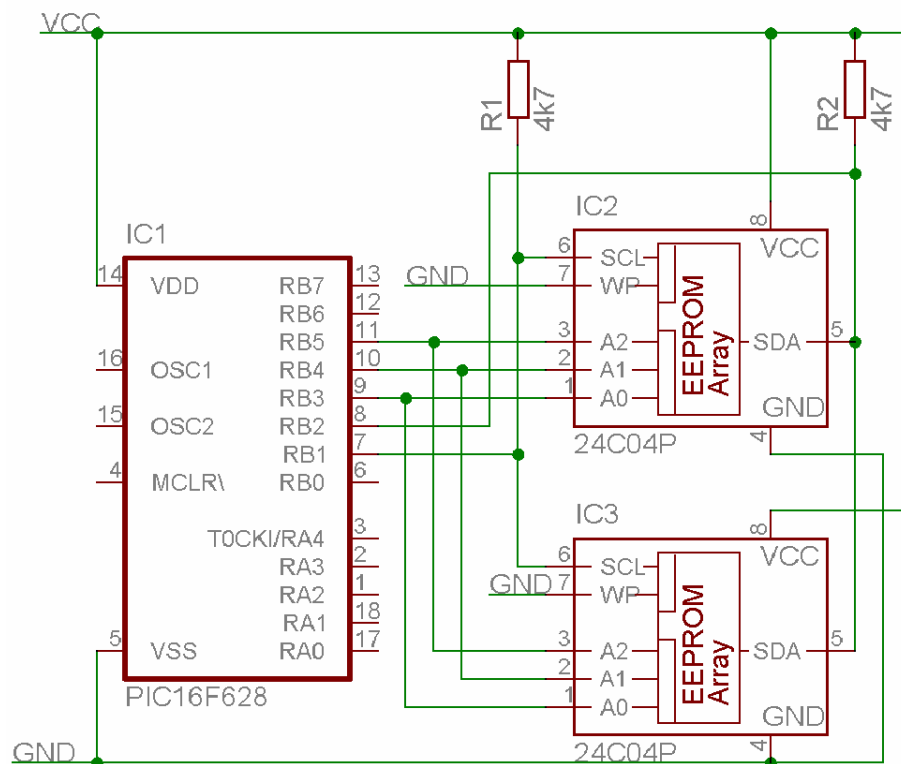 VCC
R1
4k7
R2
4k7
IC1
14 VDD
16 OSC1
15 OSC2
4 MCLR\
5 VSS
RB7 13
RB6 12
RB5 11
RB4 10
RB3 9
RB2 8
RB1 7
RB0 6
T0CKI/RA4 3
RA3 2
RA2 1
RA1 18
RA0 17
PIC16F628
IC2
8
VCC
6 SCL
GND 7 WP
3 A2
2 A1
1 A0
EEPROM
Array
SDA 5
GND
4
24C04P
IC3
8
VCC
6 SCL
GND 7 WP
3 A2
2 A1
1 A0
EEPROM
Array
SDA 5
GND
4
24C04P
GND